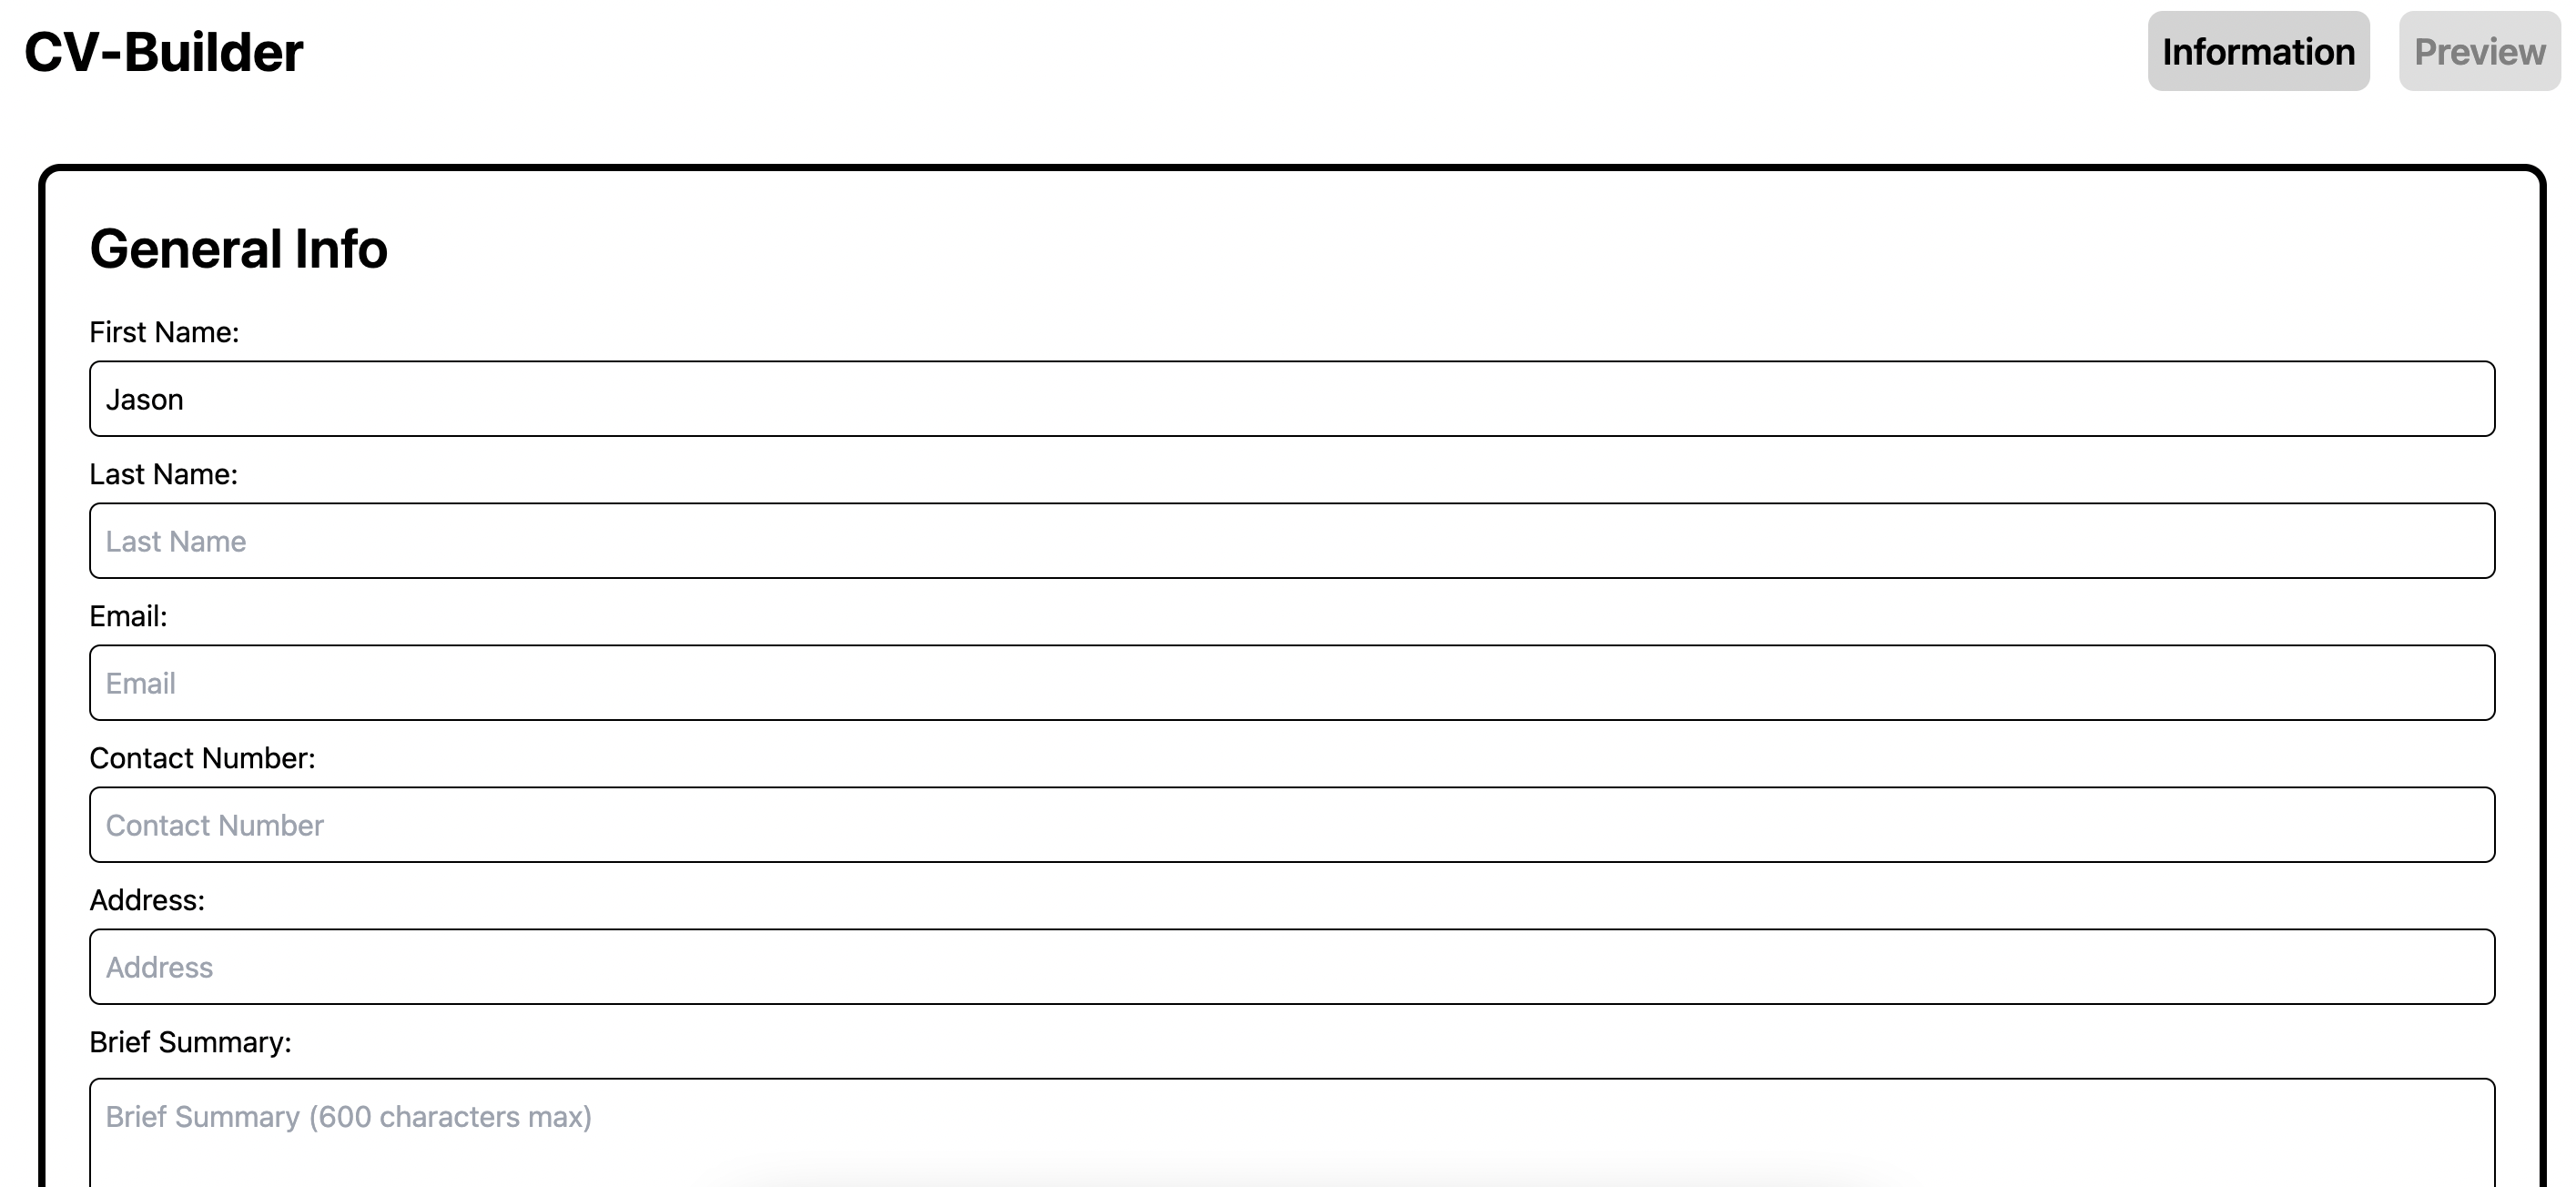 CV-Builder
Information
Preview
General Info
First Name:
Jason
Last Name:
Last Name
Email:
Email
Contact Number:
Contact Number
Address:
Address
Brief Summary:
Brief Summary (600 characters max)